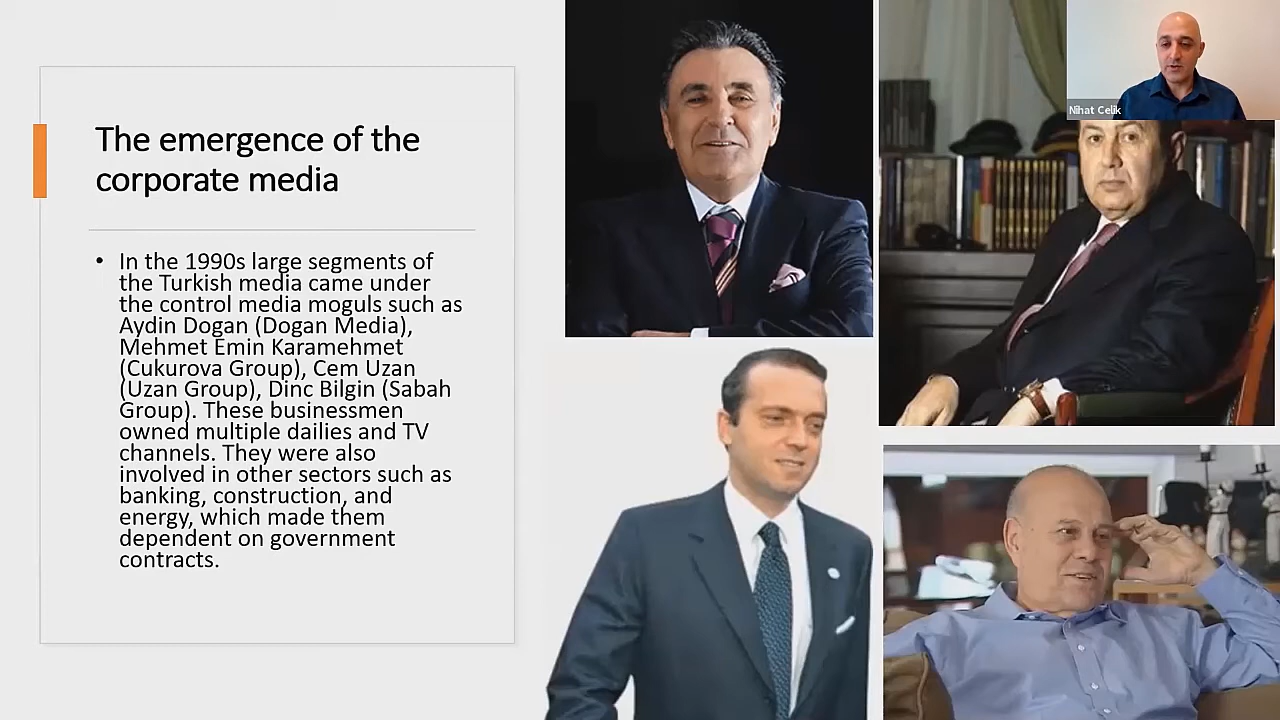 The emergence of the
corporate media
• In the 1990s large segments of
the Turkish media came under
the control media moguls such as
Aydin Dogan (Dogan Media),
Mehmet Emin Karamehmet
(Cukurova Group), Cem Uzan
(Uzan Group), Dinc Bilgin (Sabah
Group). These businessmen
owned multiple dailies and TV
channels. They were also
involved in other sectors such as
banking, construction, and
energy, which made them
dependent on government
contracts.
Nihat Celik